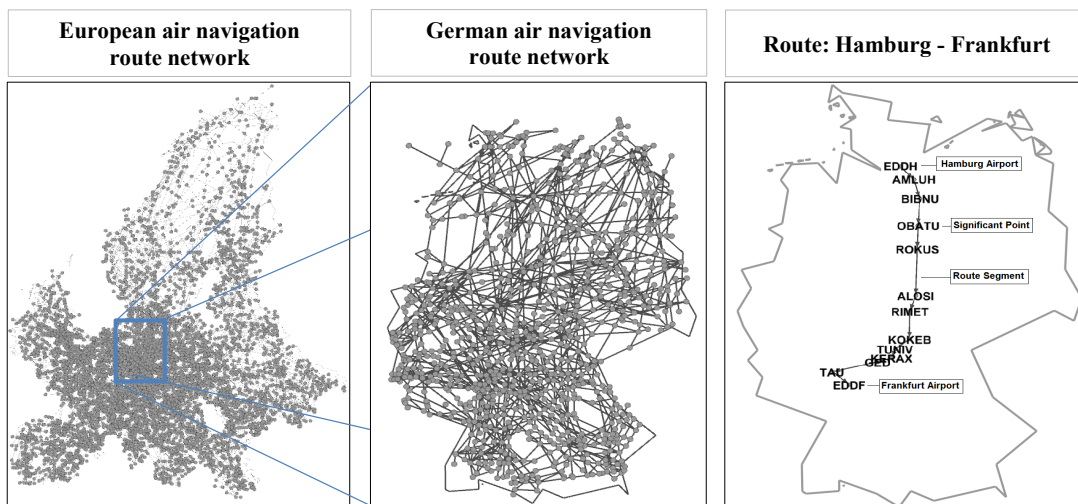 European air navigation
route network
German air navigation
route network
Route: Hamburg - Frankfurt
EDDH
Hamburg Airport
AMLUH
BIBNU
OBATU
Significant Point
ROKUS
Route Segment
ALOSI
RIMET
KOKEB
TUNIV
KERAX
GED
TAU
EDDF
Frankfurt Airport